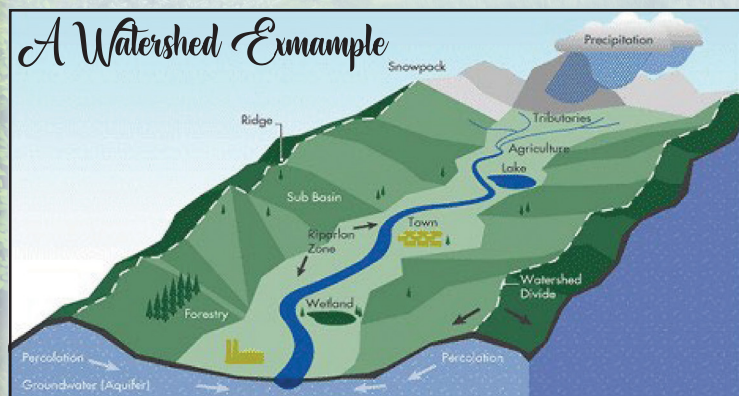 A Watershed Exmample
Precipitation
Snowpack
Tributaries
Ridge
Agriculture
Lake
Sub Basin
Town
Riparian
Zone
Watershed
Divide
Wetland
Forestry
Percolation
Percolation
Groundwater (Aquifer)